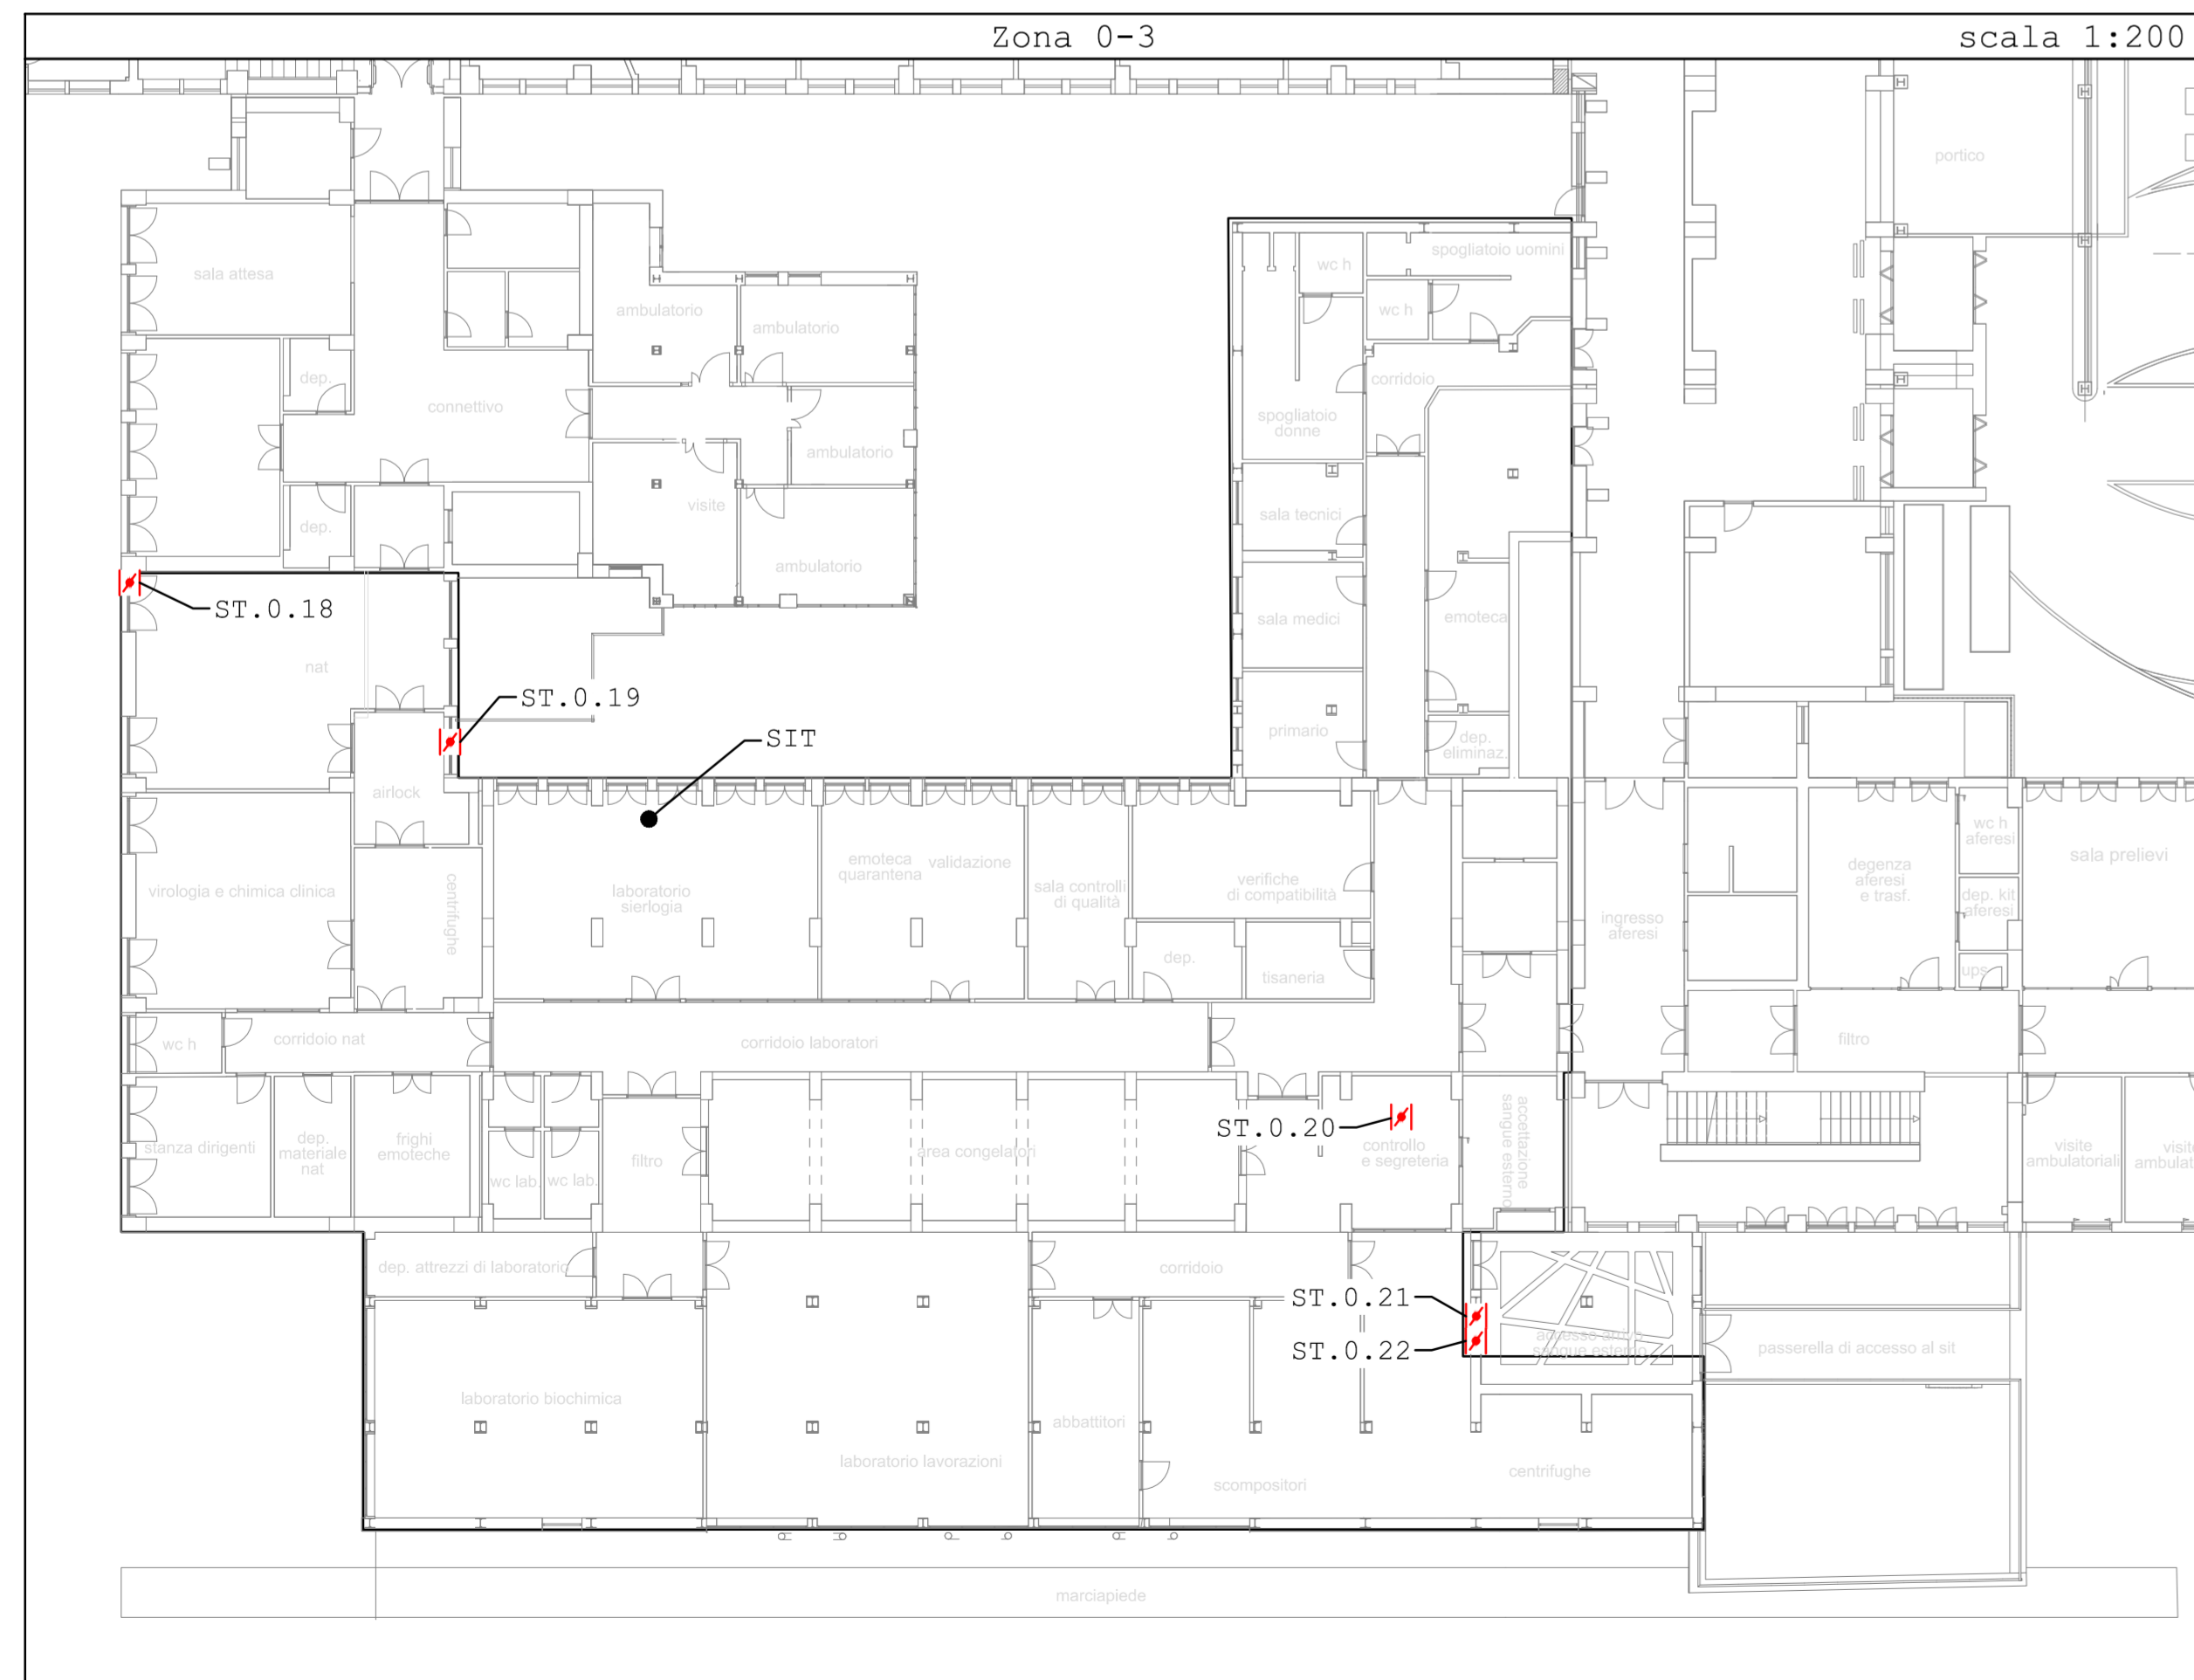 Zona 0-3
scala 1:200
portico
spogliatoio uomini
wc h
sala attesa
ambulatorio
wc h
ambulatorio
dep.
corridoio
connettivo
spogliatoio
donne
ambulatorio
visite
sala tecnici
dep.
ambulatorio
ST.0.18
sala medici
emoteca
nat
ST.0.19
primario
SIT
dep.
eliminaz.
airlock
wc h
aferesi
sala prelievi
emoteca
quarantena
validazione
degenza
aferesi
e trasf.
virologia e chimica clinica
centrifughe
laboratorio
sierlogia
sala controlli
di qualità
verifiche
di compatibilità
dep. kit
aferesi
ingresso
aferesi
dep.
tisaneria
ups
wc h
corridoio nat
corridoio laboratori
filtro
ST.0.20
accettazione
sangue esterno
stanza dirigenti
dep.
materiale
nat
frighi
emoteche
wc lab.
wc lab.
filtro
area congelatori
controllo
e segreteria
visite
ambulatoriali
visite
ambulat
dep. attrezzi di laboratorio
corridoio
ST.0.21
ST.0.22
accesso arrivo
sangue esterno
passerella di accesso al sit
laboratorio biochimica
abbattitori
laboratorio lavorazioni
scompositori
centrifughe
marciapiede